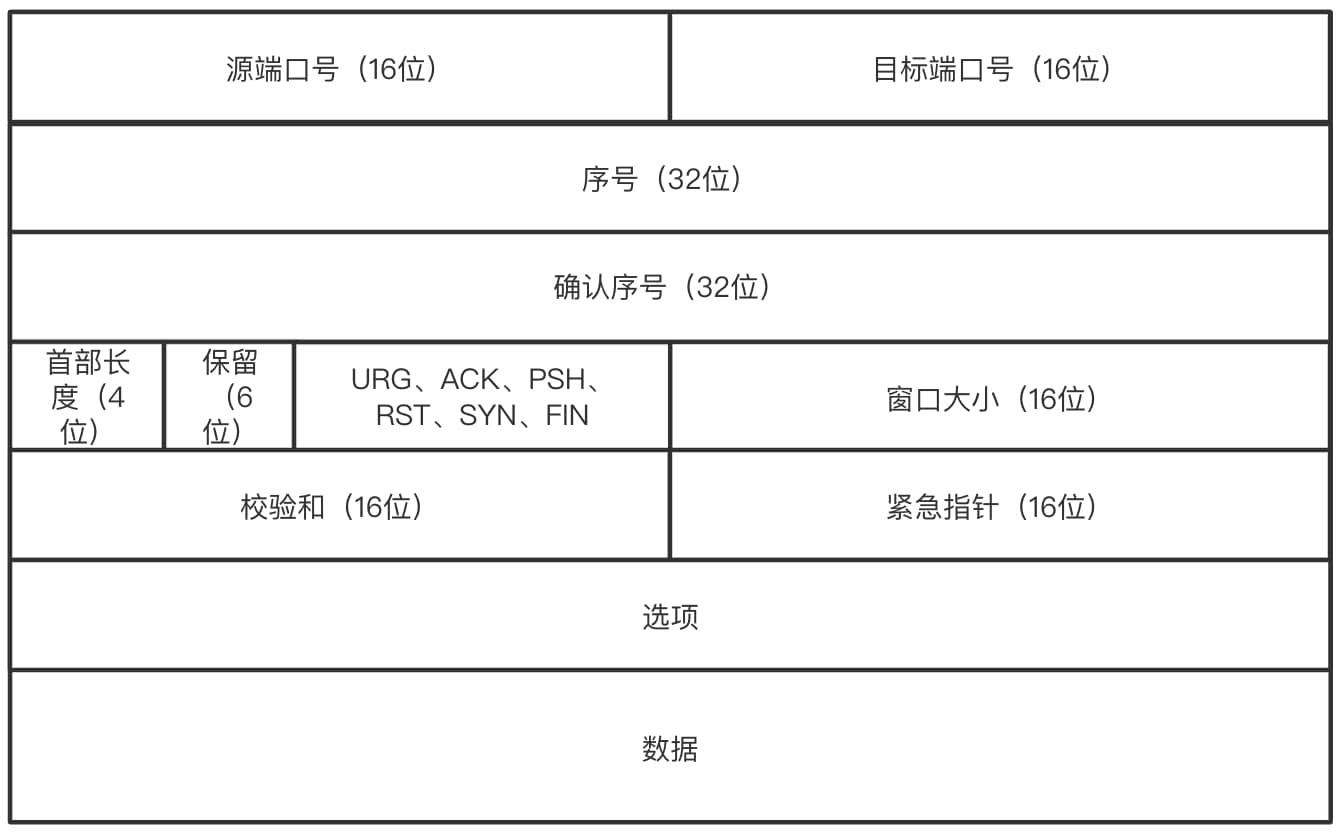 源端口号（16位）
目标端口号（16位）
序号（32位）
确认序号（32位）
首部长
度（4
位）
保留
（6
位）
URG、ACK、PSH、
RST、SYN、FIN
窗口大小（16位）
校验和（16位）
紧急指针（16位）
选项
数据